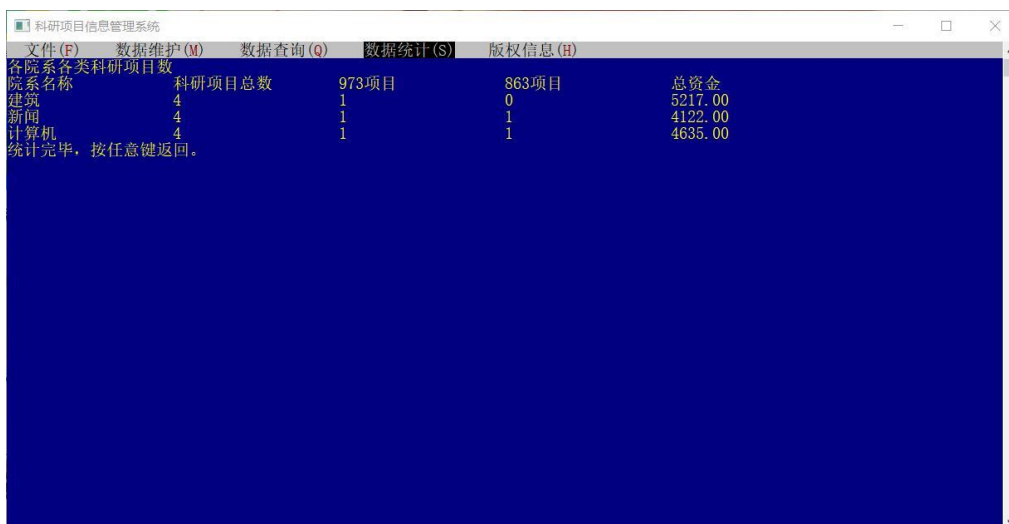 科研项目信息管理系统
文件(F) 数据维护(M) 数据查询(Q) 数据统计(S) 版权信息(H)
各院系各类科研项目数
院系名称 科研项目总数 973项目 863项目 总资金
建筑 4 1 0 5217.00
新闻 4 1 1 4122.00
计算机 4 1 1 4635.00
统计完毕，按任意键返回。